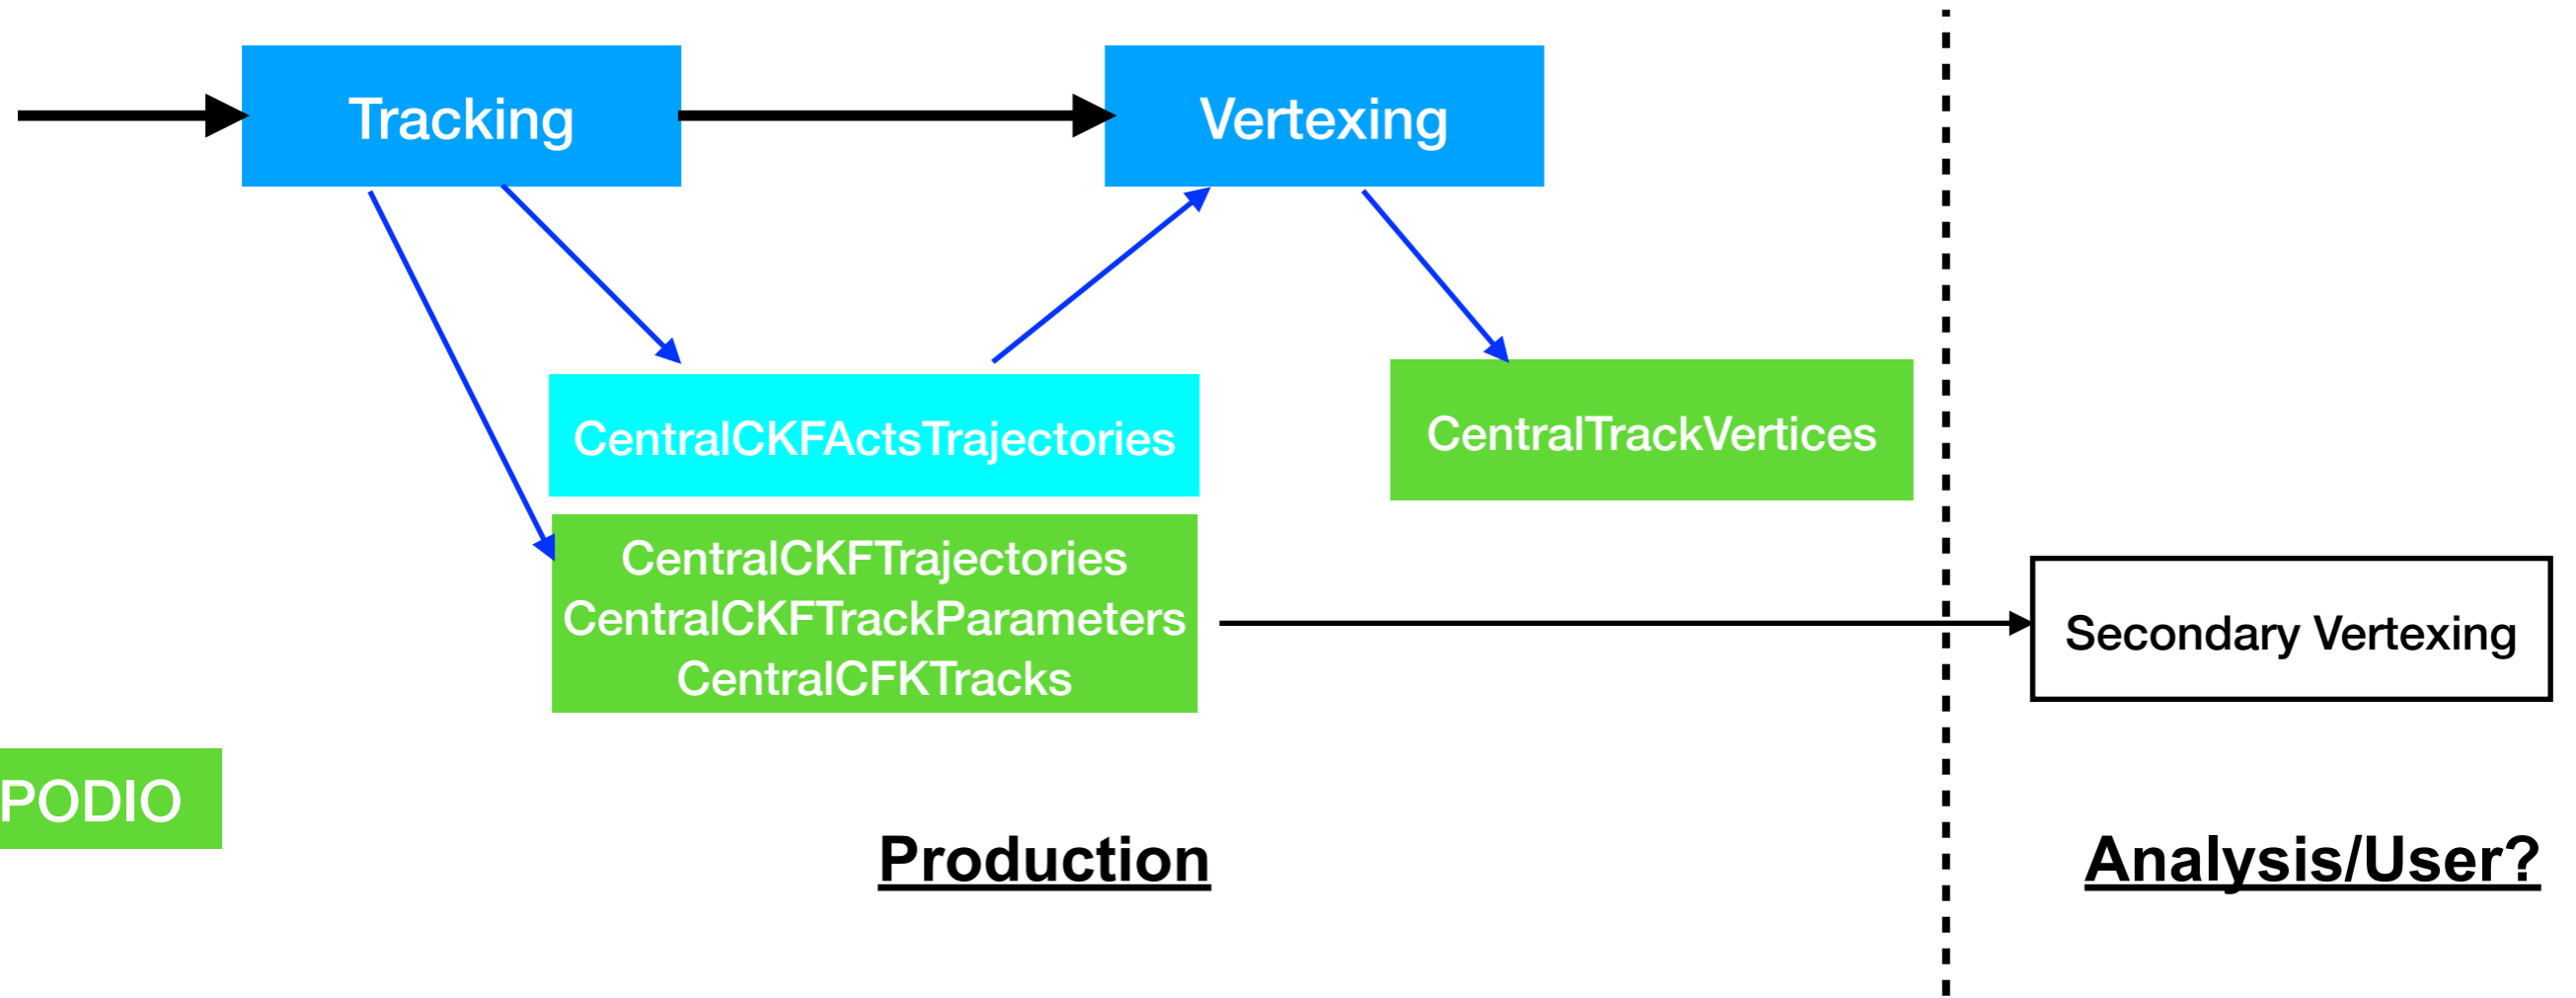 Tracking
Vertexing
CentralCKFActsTrajectories
CentralTrackVertices
CentralCKFTrajectories
CentralCKFTrackParameters
CentralCFKTracks
Secondary Vertexing
PODIO
Production
Analysis/User?